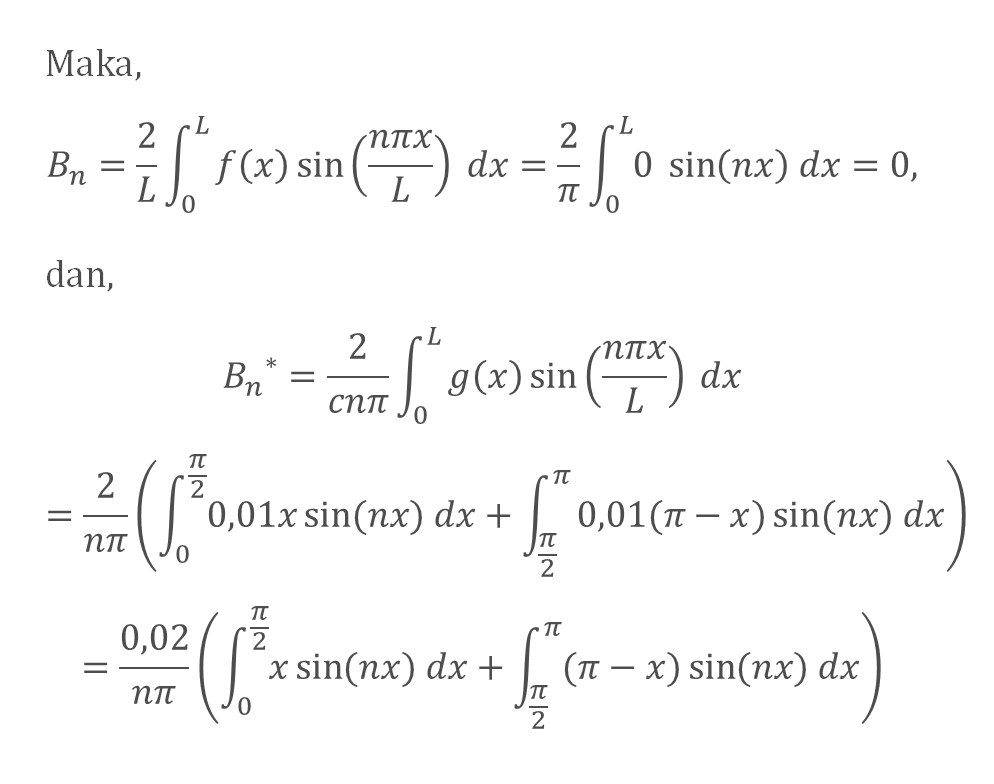 Maka,
$B_n = \frac{2}{L} \int_0^L f(x) \sin\left(\frac{n\pi x}{L}\right) dx = \frac{2}{\pi} \int_0^L 0 \sin(nx) \, dx = 0,$
dan,
$B_n{}^* = \frac{2}{cn\pi} \int_0^L g(x) \sin\left(\frac{n\pi x}{L}\right) dx$
$= \frac{2}{n\pi} \left( \int_0^{\frac{\pi}{2}} 0,01x \sin(nx) \, dx + \int_{\frac{\pi}{2}}^{\pi} 0,01(\pi - x) \sin(nx) \, dx \right)$
$= \frac{0,02}{n\pi} \left( \int_0^{\frac{\pi}{2}} x \sin(nx) \, dx + \int_{\frac{\pi}{2}}^{\pi} (\pi - x) \sin(nx) \, dx \right)$